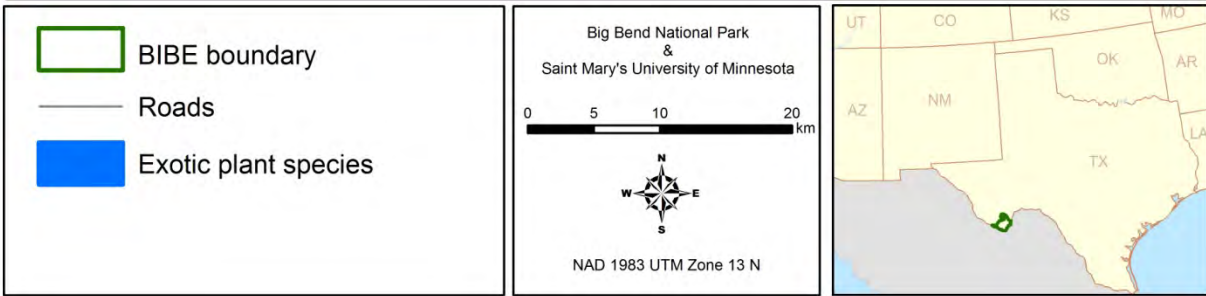 BIBE boundary
Roads
Exotic plant species
Big Bend National Park
&
Saint Mary's University of Minnesota
0 5 10 20
km
N
W E
S
NAD 1983 UTM Zone 13 N
UT CO KS MO
OK AR
AZ NM
LA
TX